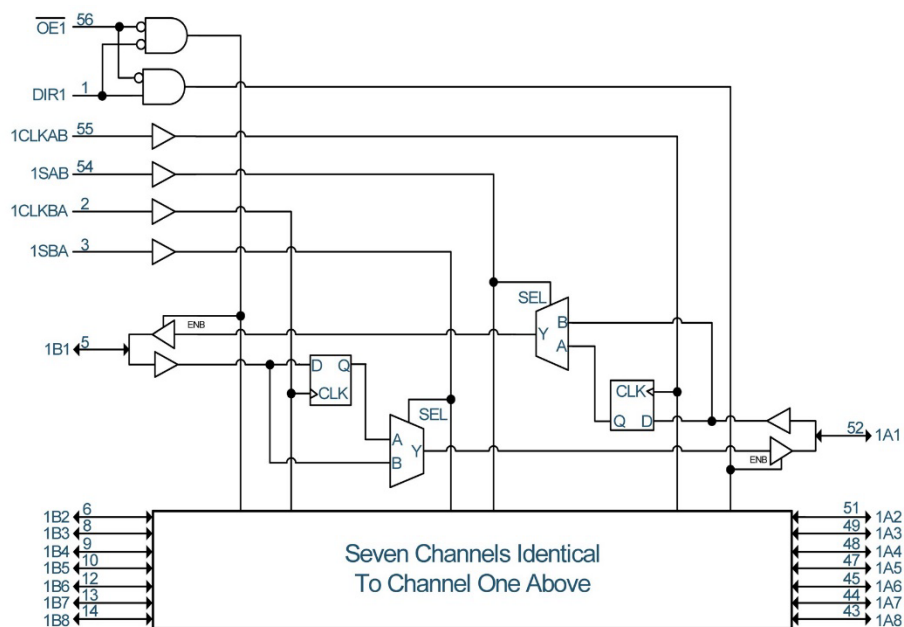 OE1 56
DIR1 1
1CLKAB 55
1SAB 54
1CLKBA 2
1SBA 3
SEL
ENB
Y B
A
1B1 5
D Q
CLK
CLK
Q D
SEL
A
Y
B
52 1A1
ENB
1B2 6
1B3 8
1B4 9
1B5 10
1B6 12
1B7 13
1B8 14
Seven Channels Identical
To Channel One Above
51 1A2
49 1A3
48 1A4
47 1A5
45 1A6
44 1A7
43 1A8